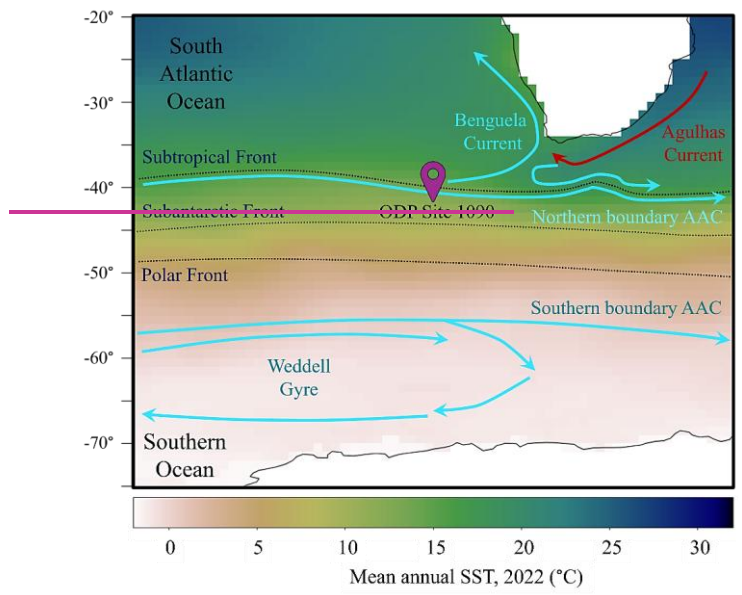 -20°
-30°
-40°
-50°
-60°
-70°
South
Atlantic
Ocean
Benguela
Current
Agulhas
Current
Subtropical Front
Subantarctic Front
ODP Site 1090
Northern boundary AAC
Polar Front
Southern boundary AAC
Weddell
Gyre
Southern
Ocean
0 5 10 15 20 25 30
Mean annual SST, 2022 (°C)